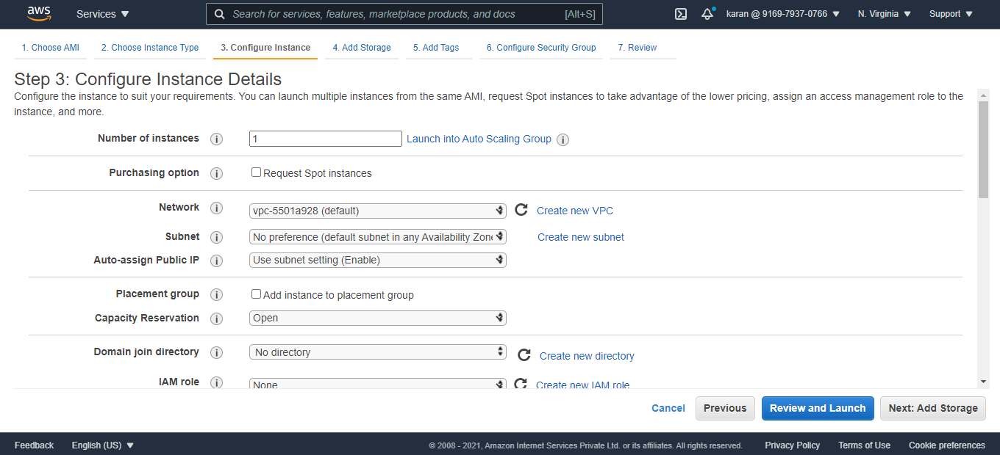 aws
Services
Search for services, features, marketplace products, and docs [Alt+S]
karan @ 9169-7937-0766
N. Virginia
Support
1. Choose AMI
2. Choose Instance Type
3. Configure Instance
4. Add Storage
5. Add Tags
6. Configure Security Group
7. Review
Step 3: Configure Instance Details
Configure the instance to suit your requirements. You can launch multiple instances from the same AMI, request Spot instances to take advantage of the lower pricing, assign an access management role to the
instance, and more.
Number of instances i 1 Launch into Auto Scaling Group i
Purchasing option i Request Spot instances
Network i vpc-5501a928 (default) Create new VPC
Subnet i No preference (default subnet in any Availability Zone Create new subnet
Auto-assign Public IP i Use subnet setting (Enable)
Placement group i Add instance to placement group
Capacity Reservation i Open
Domain join directory i No directory Create new directory
IAM role i None Create new IAM role
Cancel Previous Review and Launch Next: Add Storage
Feedback English (US) © 2008 - 2021, Amazon Internet Services Private Ltd. or its affiliates. All rights reserved. Privacy Policy Terms of Use Cookie preferences